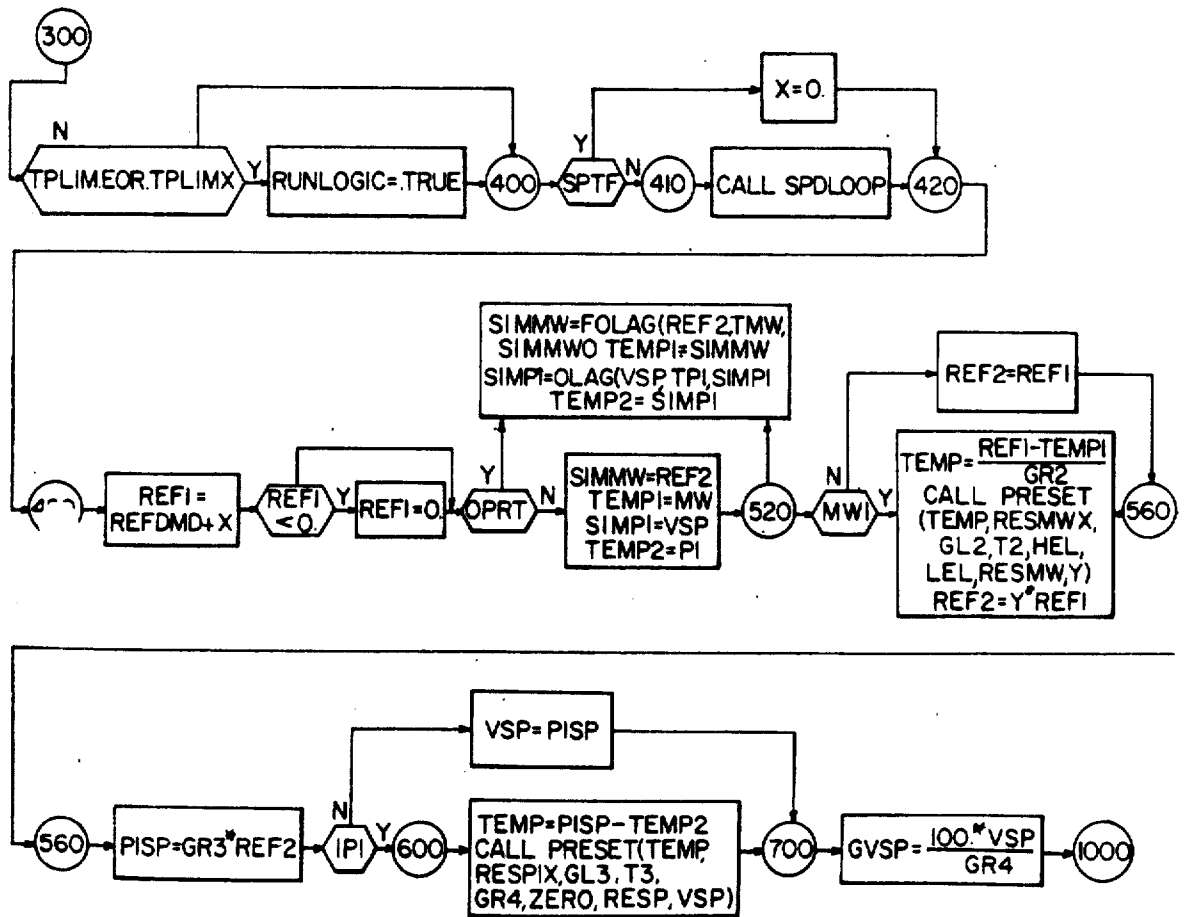 300
X=0.
N
Y
TPLIM.EOR.TPLIMX
Y
RUNLOGIC=.TRUE
400
SPTF
N
410
CALL SPDLOOP
420
SIMMW=FOLAG(REF2,TMW,
SIMMWO TEMP1≠SIMMW
SIMP1=OLAG(VSP,TP1,SIMP1
TEMP2=SIMP1
REF2=REF1
REF1=
REFDMD+X
REF1
<0.
Y
REF1=0.
Y
OPRT
N
SIMMW=REF2
TEMP1=MW
SIMP1=VSP
TEMP2=P1
520
N
MWI
Y
TEMP=REF1-TEMP1
GR2
CALL PRESET
(TEMP,RESMWX,
GL2,T2,HEL,
LEL,RESMW,Y)
REF2=Y*REF1
560
VSP=PISP
560
PISP=GR3*REF2
N
IPI
Y
600
TEMP=PISP-TEMP2
CALL PRESET(TEMP,
RESPIX,GL3,T3,
GR4,ZERO,RESP,VSP)
700
GVSP=100.*VSP
GR4
1000